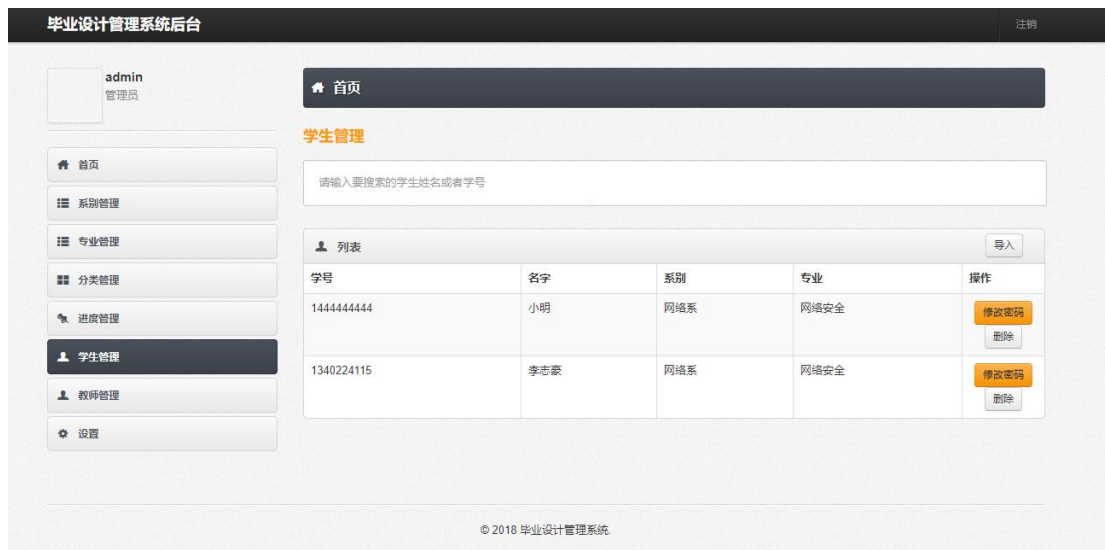 毕业设计管理系统后台 注销
admin
管理员
首页
系别管理
专业管理
分类管理
进度管理
学生管理
教师管理
设置
首页
学生管理
请输入要搜索的学生姓名或者学号
列表 导入
学号 名字 系别 专业 操作
1444444444 小明 网络系 网络安全 修改密码
删除
1340224115 李志豪 网络系 网络安全 修改密码
删除
© 2018 毕业设计管理系统.